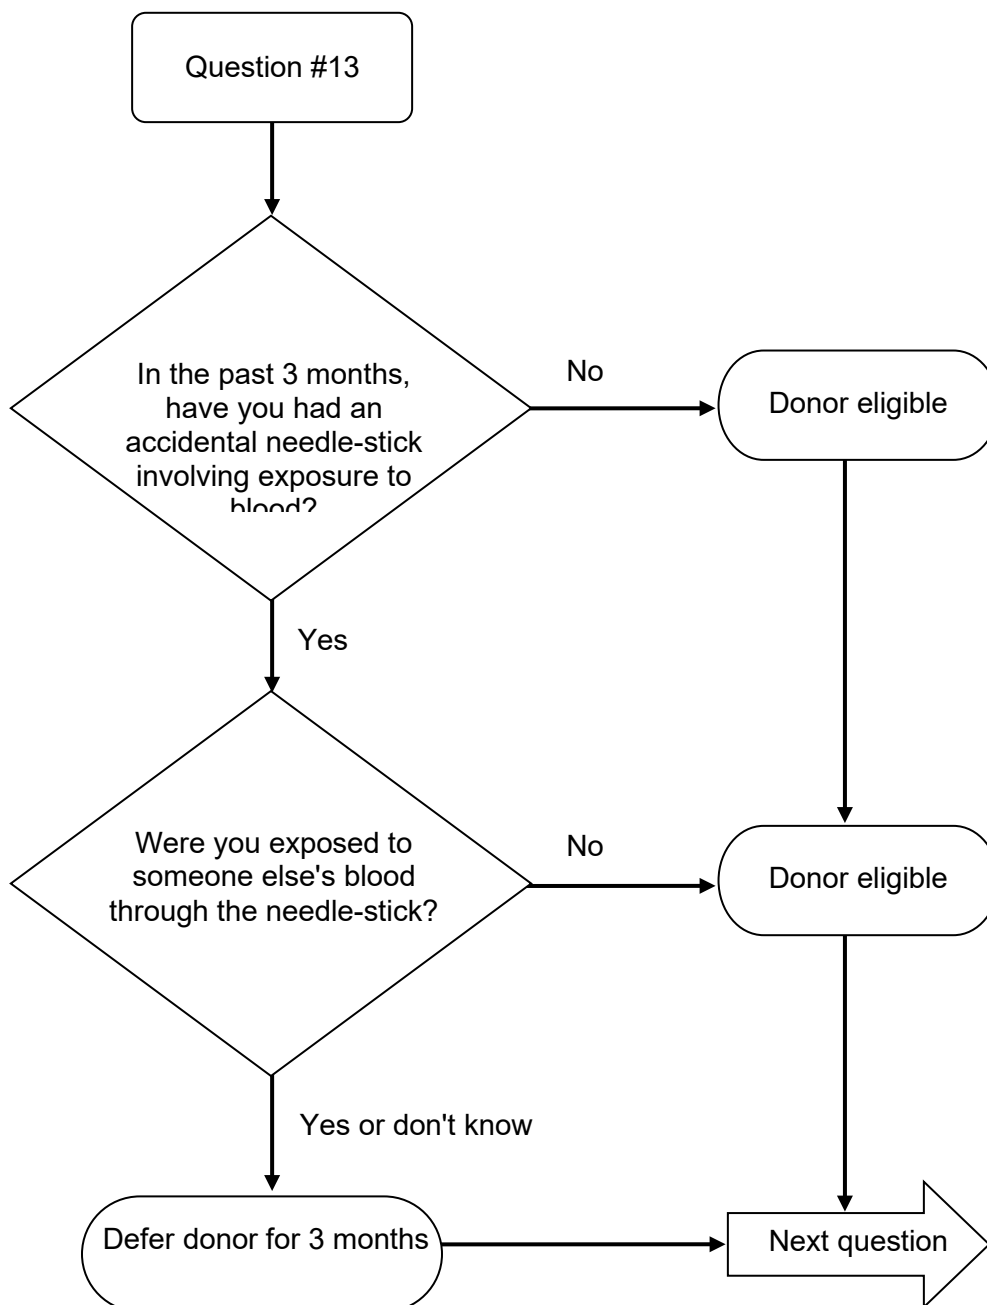 Question #13
In the past 3 months,
have you had an
accidental needle-stick
involving exposure to
blood?
No
Donor eligible
Yes
Were you exposed to
someone else's blood
through the needle-stick?
No
Donor eligible
Yes or don't know
Defer donor for 3 months
Next question